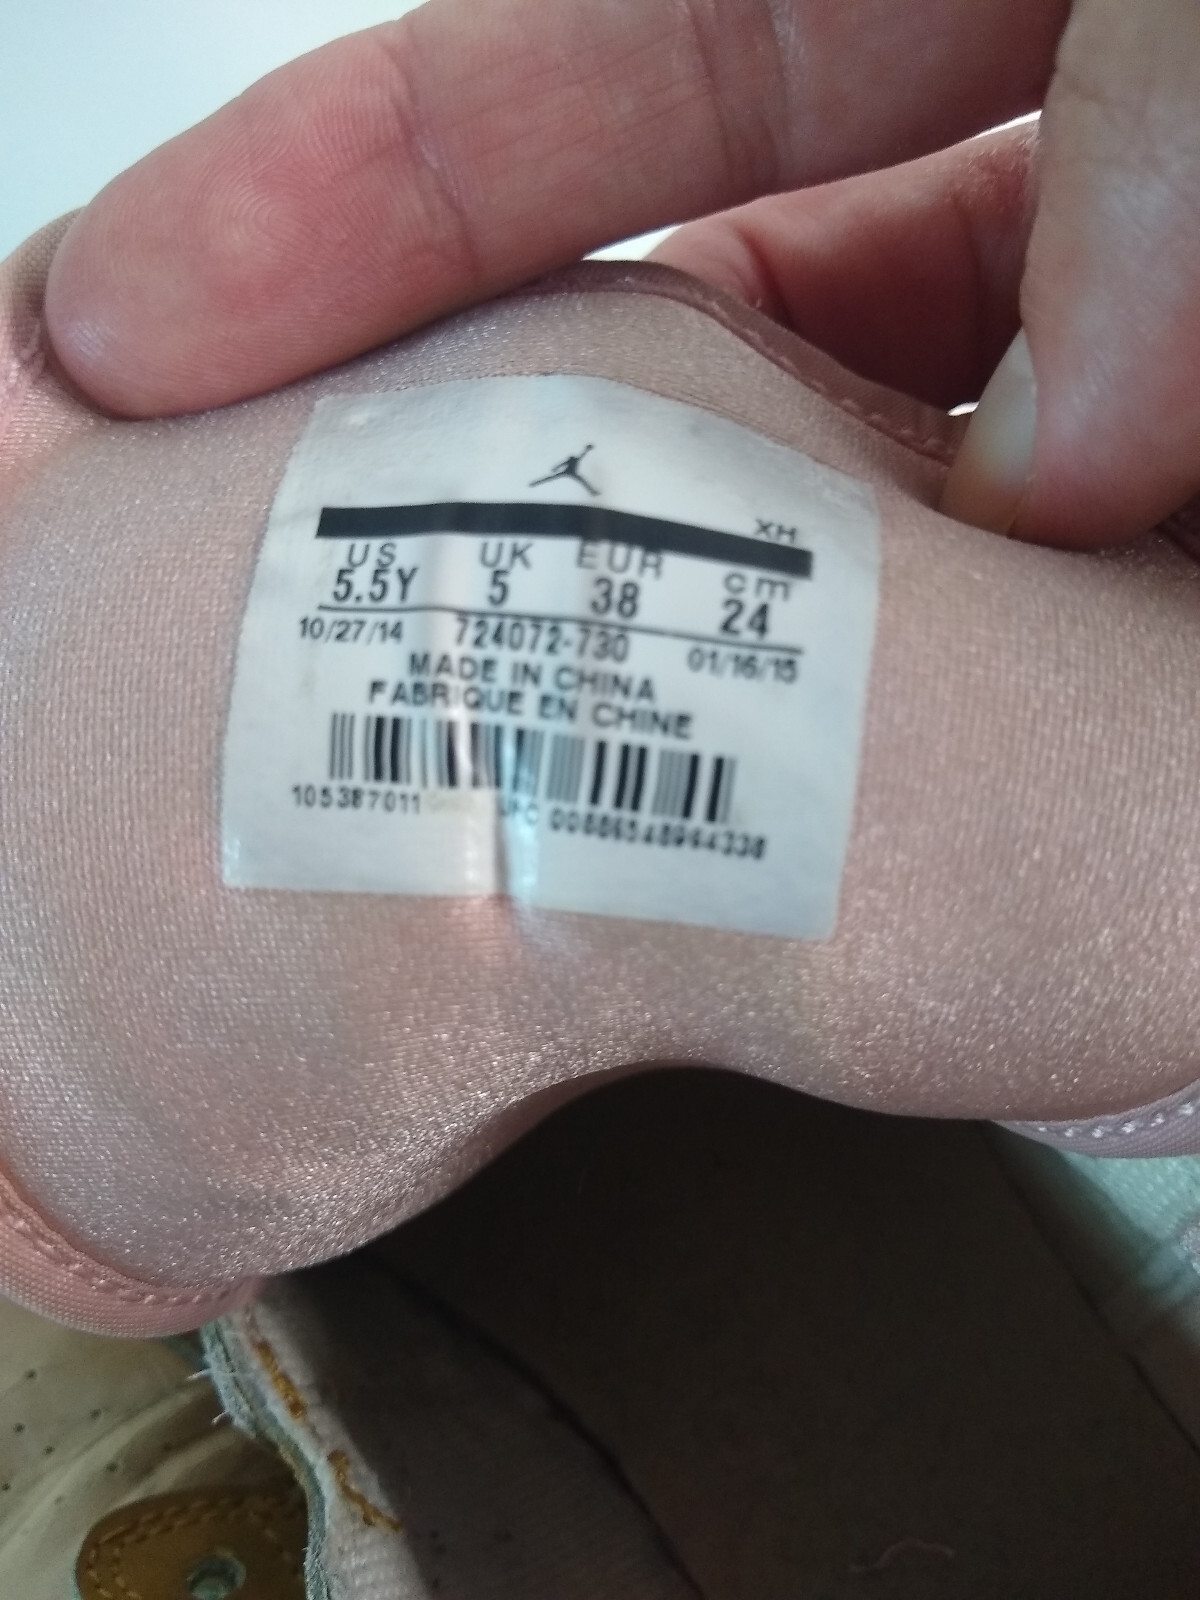 XH
US UK EUR cm
5.5Y 5 38 24
10/27/14 724072-730 01/16/15
MADE IN CHINA
FABRIQUE EN CHINE
105387011 UPC